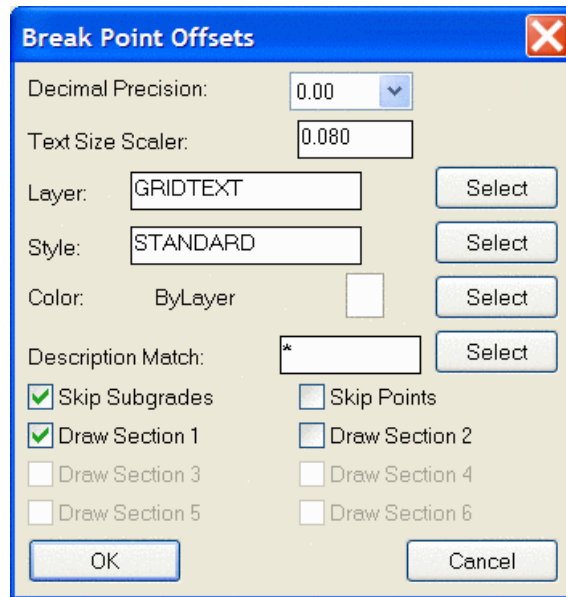 Break Point Offsets
Decimal Precision: 0.00
Text Size Scaler: 0.080
Layer: GRIDTEXT Select
Style: STANDARD Select
Color: ByLayer Select
Description Match: * Select
Skip Subgrades Skip Points
Draw Section 1 Draw Section 2
Draw Section 3 Draw Section 4
Draw Section 5 Draw Section 6
OK Cancel